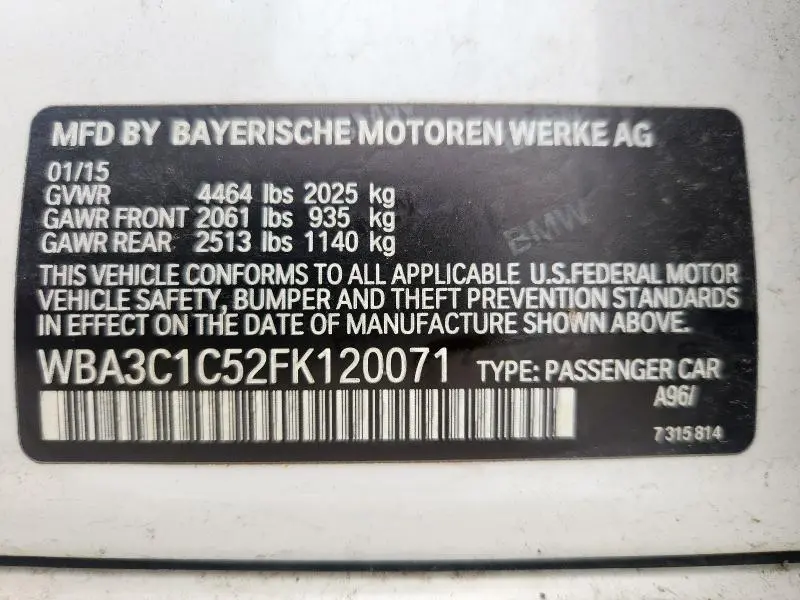 MFD BY BAYERISCHE MOTOREN WERKE AG
01/15
GVWR 4464 lbs 2025 kg
GAWR FRONT 2061 lbs 935 kg
GAWR REAR 2513 lbs 1140 kg
THIS VEHICLE CONFORMS TO ALL APPLICABLE U.S.FEDERAL MOTOR
VEHICLE SAFETY, BUMPER AND THEFT PREVENTION STANDARDS
IN EFFECT ON THE DATE OF MANUFACTURE SHOWN ABOVE.
WBA3C1C52FK120071 TYPE: PASSENGER CAR
A96/
7 315 814
BMW
BMW